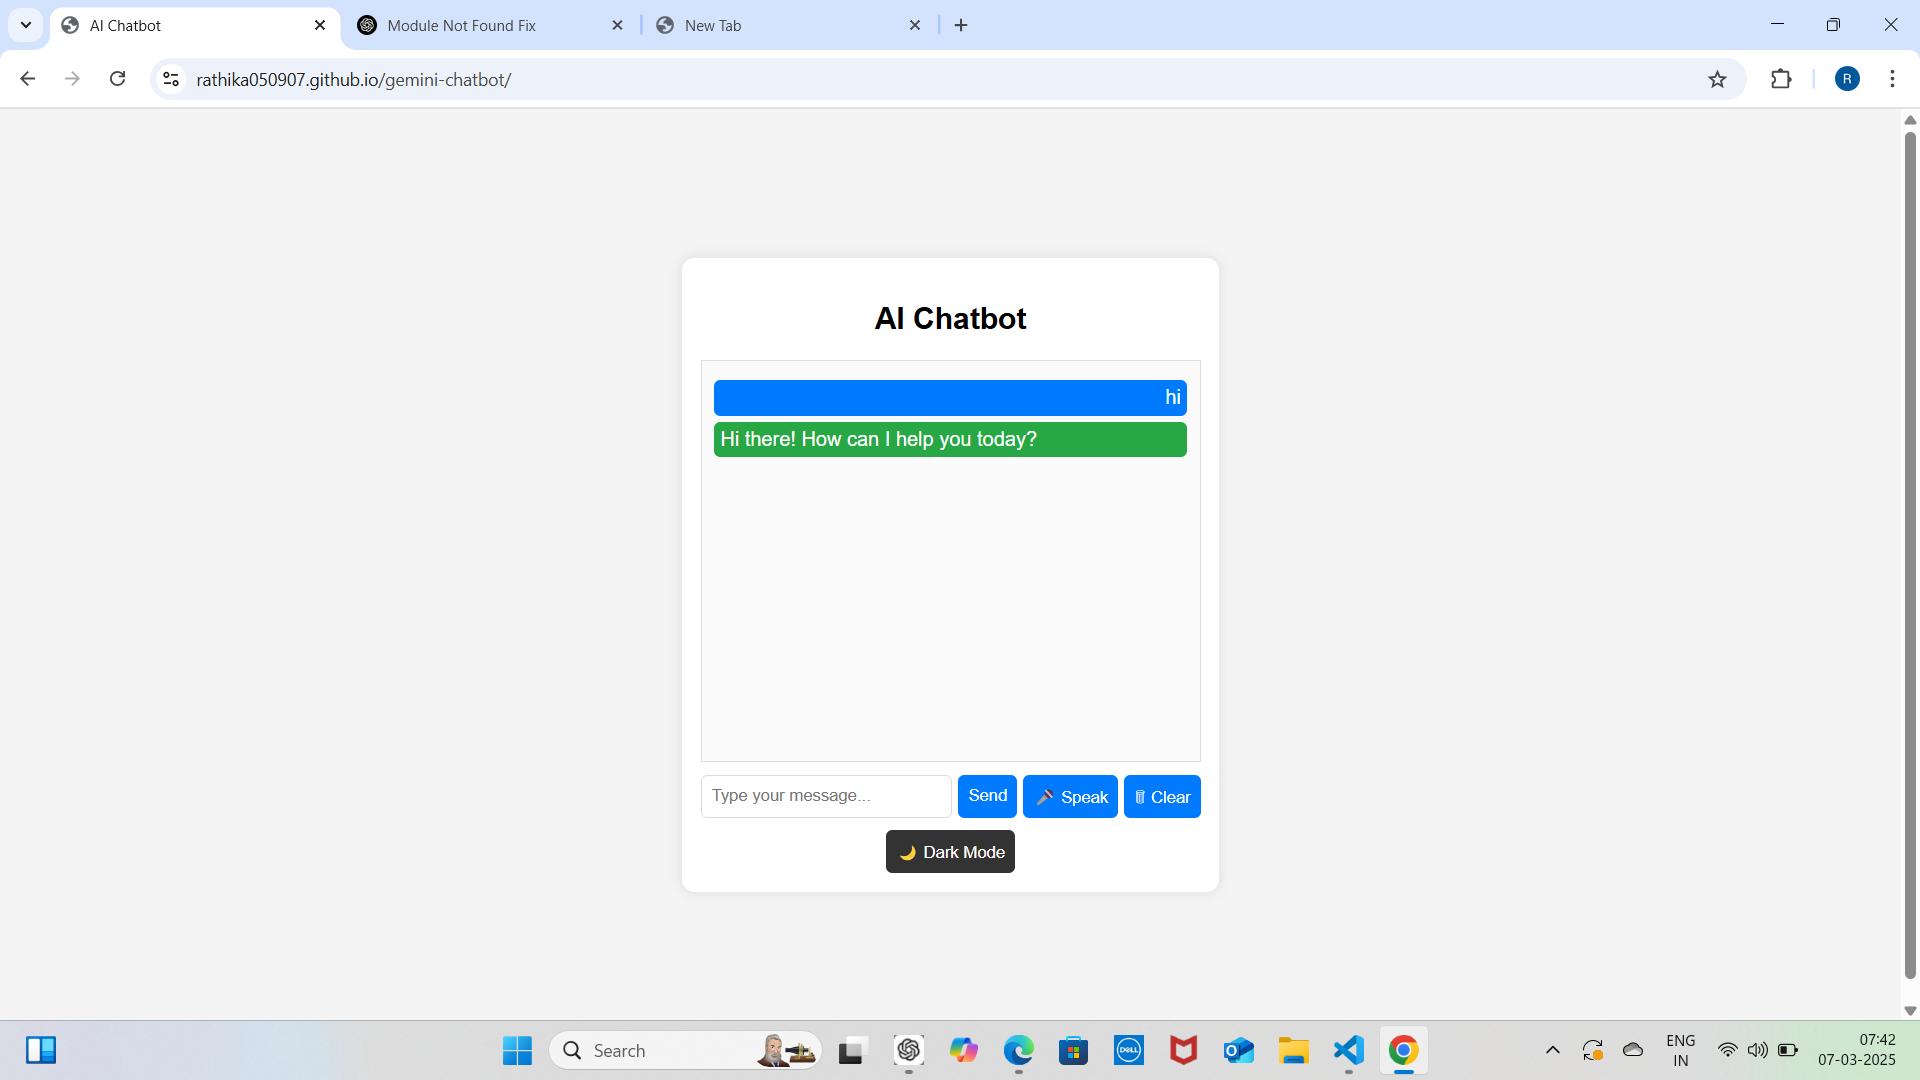 AI Chatbot
Module Not Found Fix
New Tab
rathika050907.github.io/gemini-chatbot/
R
AI Chatbot
hi
Hi there! How can I help you today?
Type your message...
Send
Speak
Clear
Dark Mode
Search
DELL
ENG
IN
07:42
07-03-2025